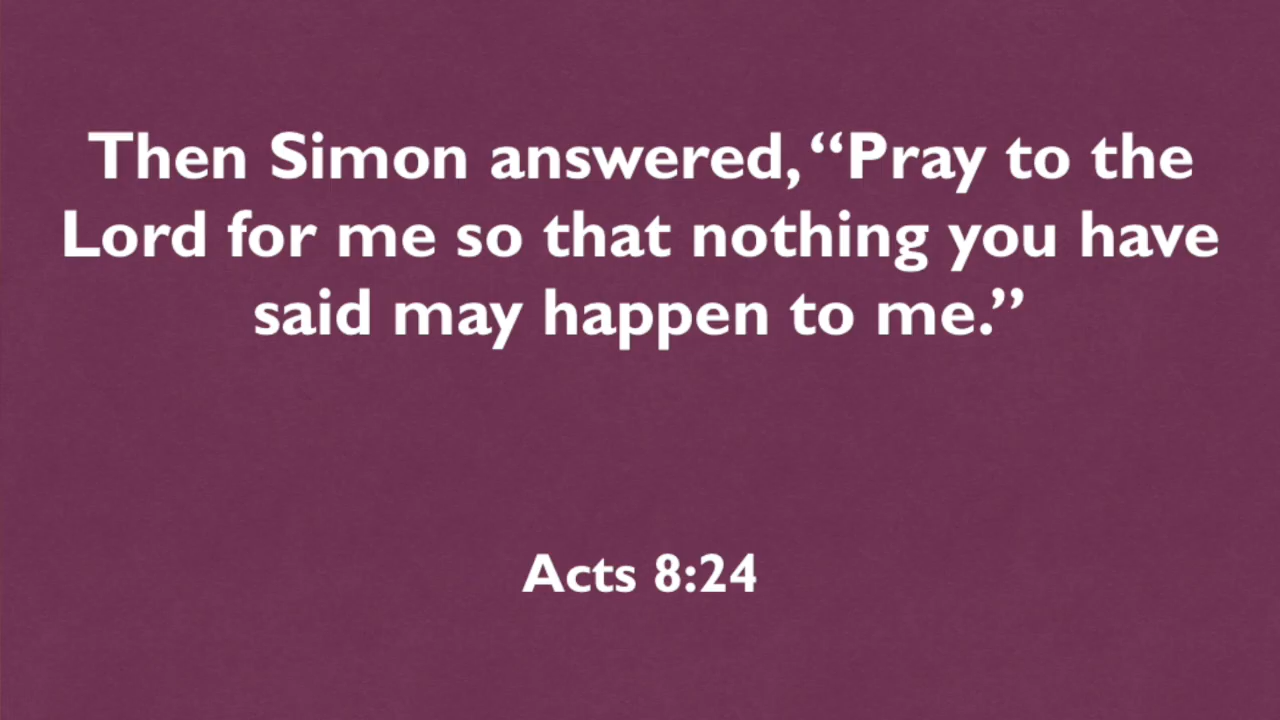 Then Simon answered, “Pray to the
Lord for me so that nothing you have
said may happen to me.”
Acts 8:24